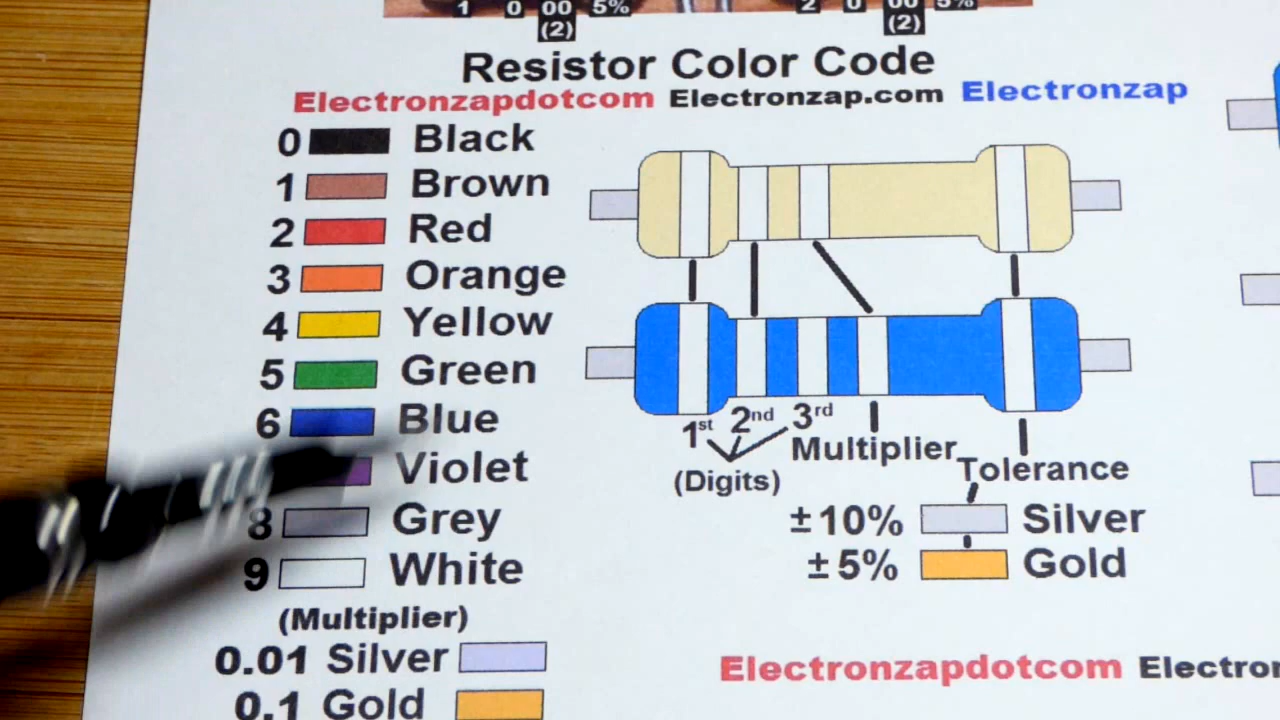 1 0 00 5% 2 0 00 5%
(2) (2)
Resistor Color Code
Electronzapdotcom Electronzap.com Electronzap
0 Black
1 Brown
2 Red
3 Orange
4 Yellow
5 Green
6 Blue
Violet
8 Grey
9 White
(Multiplier)
0.01 Silver
0.1 Gold
1st 2nd 3rd
(Digits)
Multiplier
Tolerance
±10% Silver
±5% Gold
Electronzapdotcom